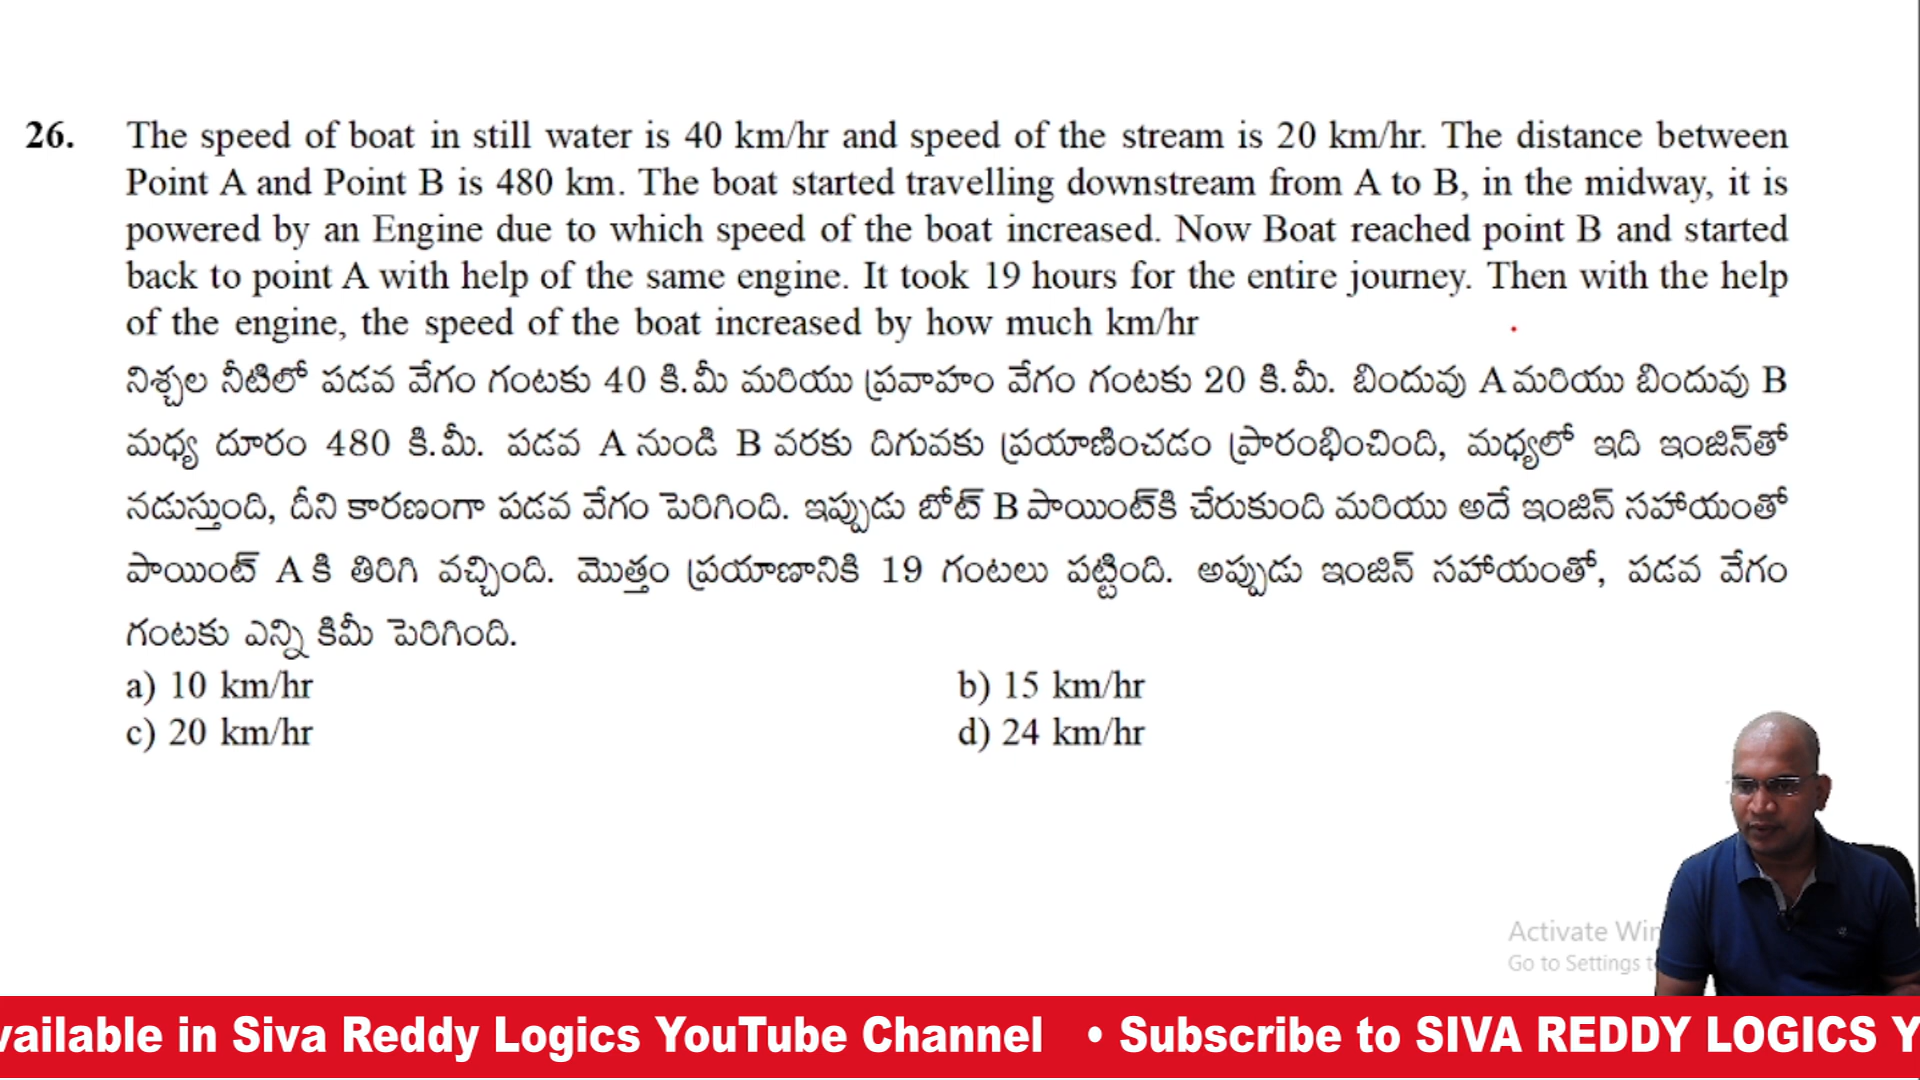 26. The speed of boat in still water is 40 km/hr and speed of the stream is 20 km/hr. The distance between
Point A and Point B is 480 km. The boat started travelling downstream from A to B, in the midway, it is
powered by an Engine due to which speed of the boat increased. Now Boat reached point B and started
back to point A with help of the same engine. It took 19 hours for the entire journey. Then with the help
of the engine, the speed of the boat increased by how much km/hr
నిశ్చల నీటిలో పడవ వేగం గంటకు 40 కి.మీ మరియు ప్రవాహం వేగం గంటకు 20 కి.మీ. బిందువు A మరియు బిందువు B
మధ్య దూరం 480 కి.మీ. పడవ A నుండి B వరకు దిగువకు ప్రయాణించడం ప్రారంభించింది, మధ్యలో ఇది ఇంజిన్‌తో
నడుస్తుంది, దీని కారణంగా పడవ వేగం పెరిగింది. ఇప్పుడు బోట్ B పాయింట్‌కి చేరుకుంది మరియు అదే ఇంజిన్ సహాయంతో
పాయింట్ A కి తిరిగి వచ్చింది. మొత్తం ప్రయాణానికి 19 గంటలు పట్టింది. అప్పుడు ఇంజిన్ సహాయంతో, పడవ వేగం
గంటకు ఎన్ని కిమీ పెరిగింది.
a) 10 km/hr b) 15 km/hr
c) 20 km/hr d) 24 km/hr
Activate Win
Go to Settings t
vailable in Siva Reddy Logics YouTube Channel • Subscribe to SIVA REDDY LOGICS Y